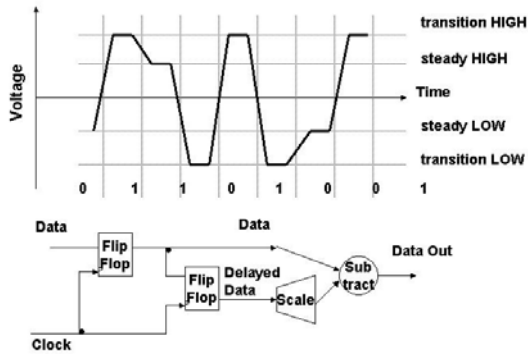 transition HIGH
steady HIGH
Time
Voltage
steady LOW
transition LOW
0 1 1 0 1 0 0 1
Data
Data
Data Out
Flip
Flop
Flip
Flop
Delayed
Data
Scale
Sub
tract
Clock